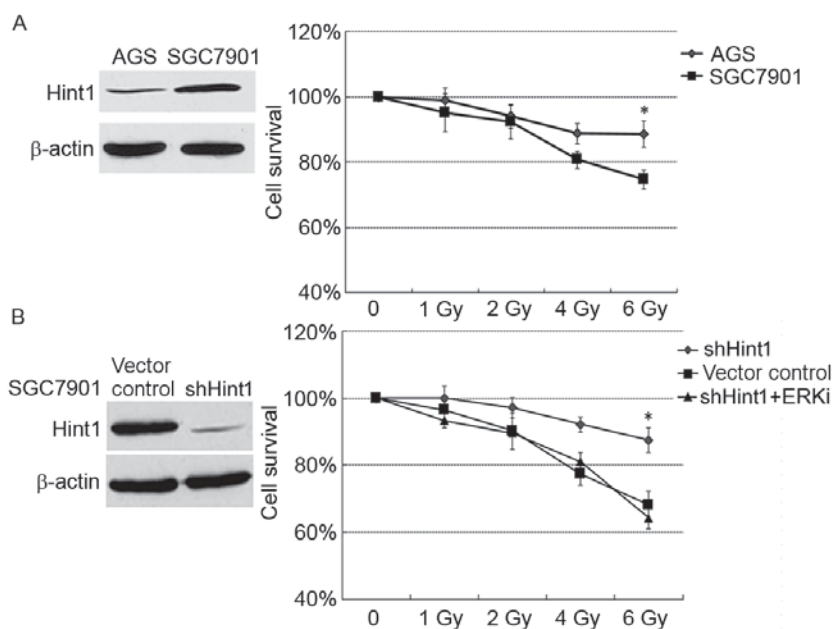 A
AGS SGC7901
Hint1
β-actin
Cell survival
120%
100%
80%
60%
40%
0 1 Gy 2 Gy 4 Gy 6 Gy
*
AGS
SGC7901
B
SGC7901
Vector control
shHint1
Hint1
β-actin
Cell survival
120%
100%
80%
60%
40%
0 1 Gy 2 Gy 4 Gy 6 Gy
*
shHint1
Vector control
shHint1+ERKi